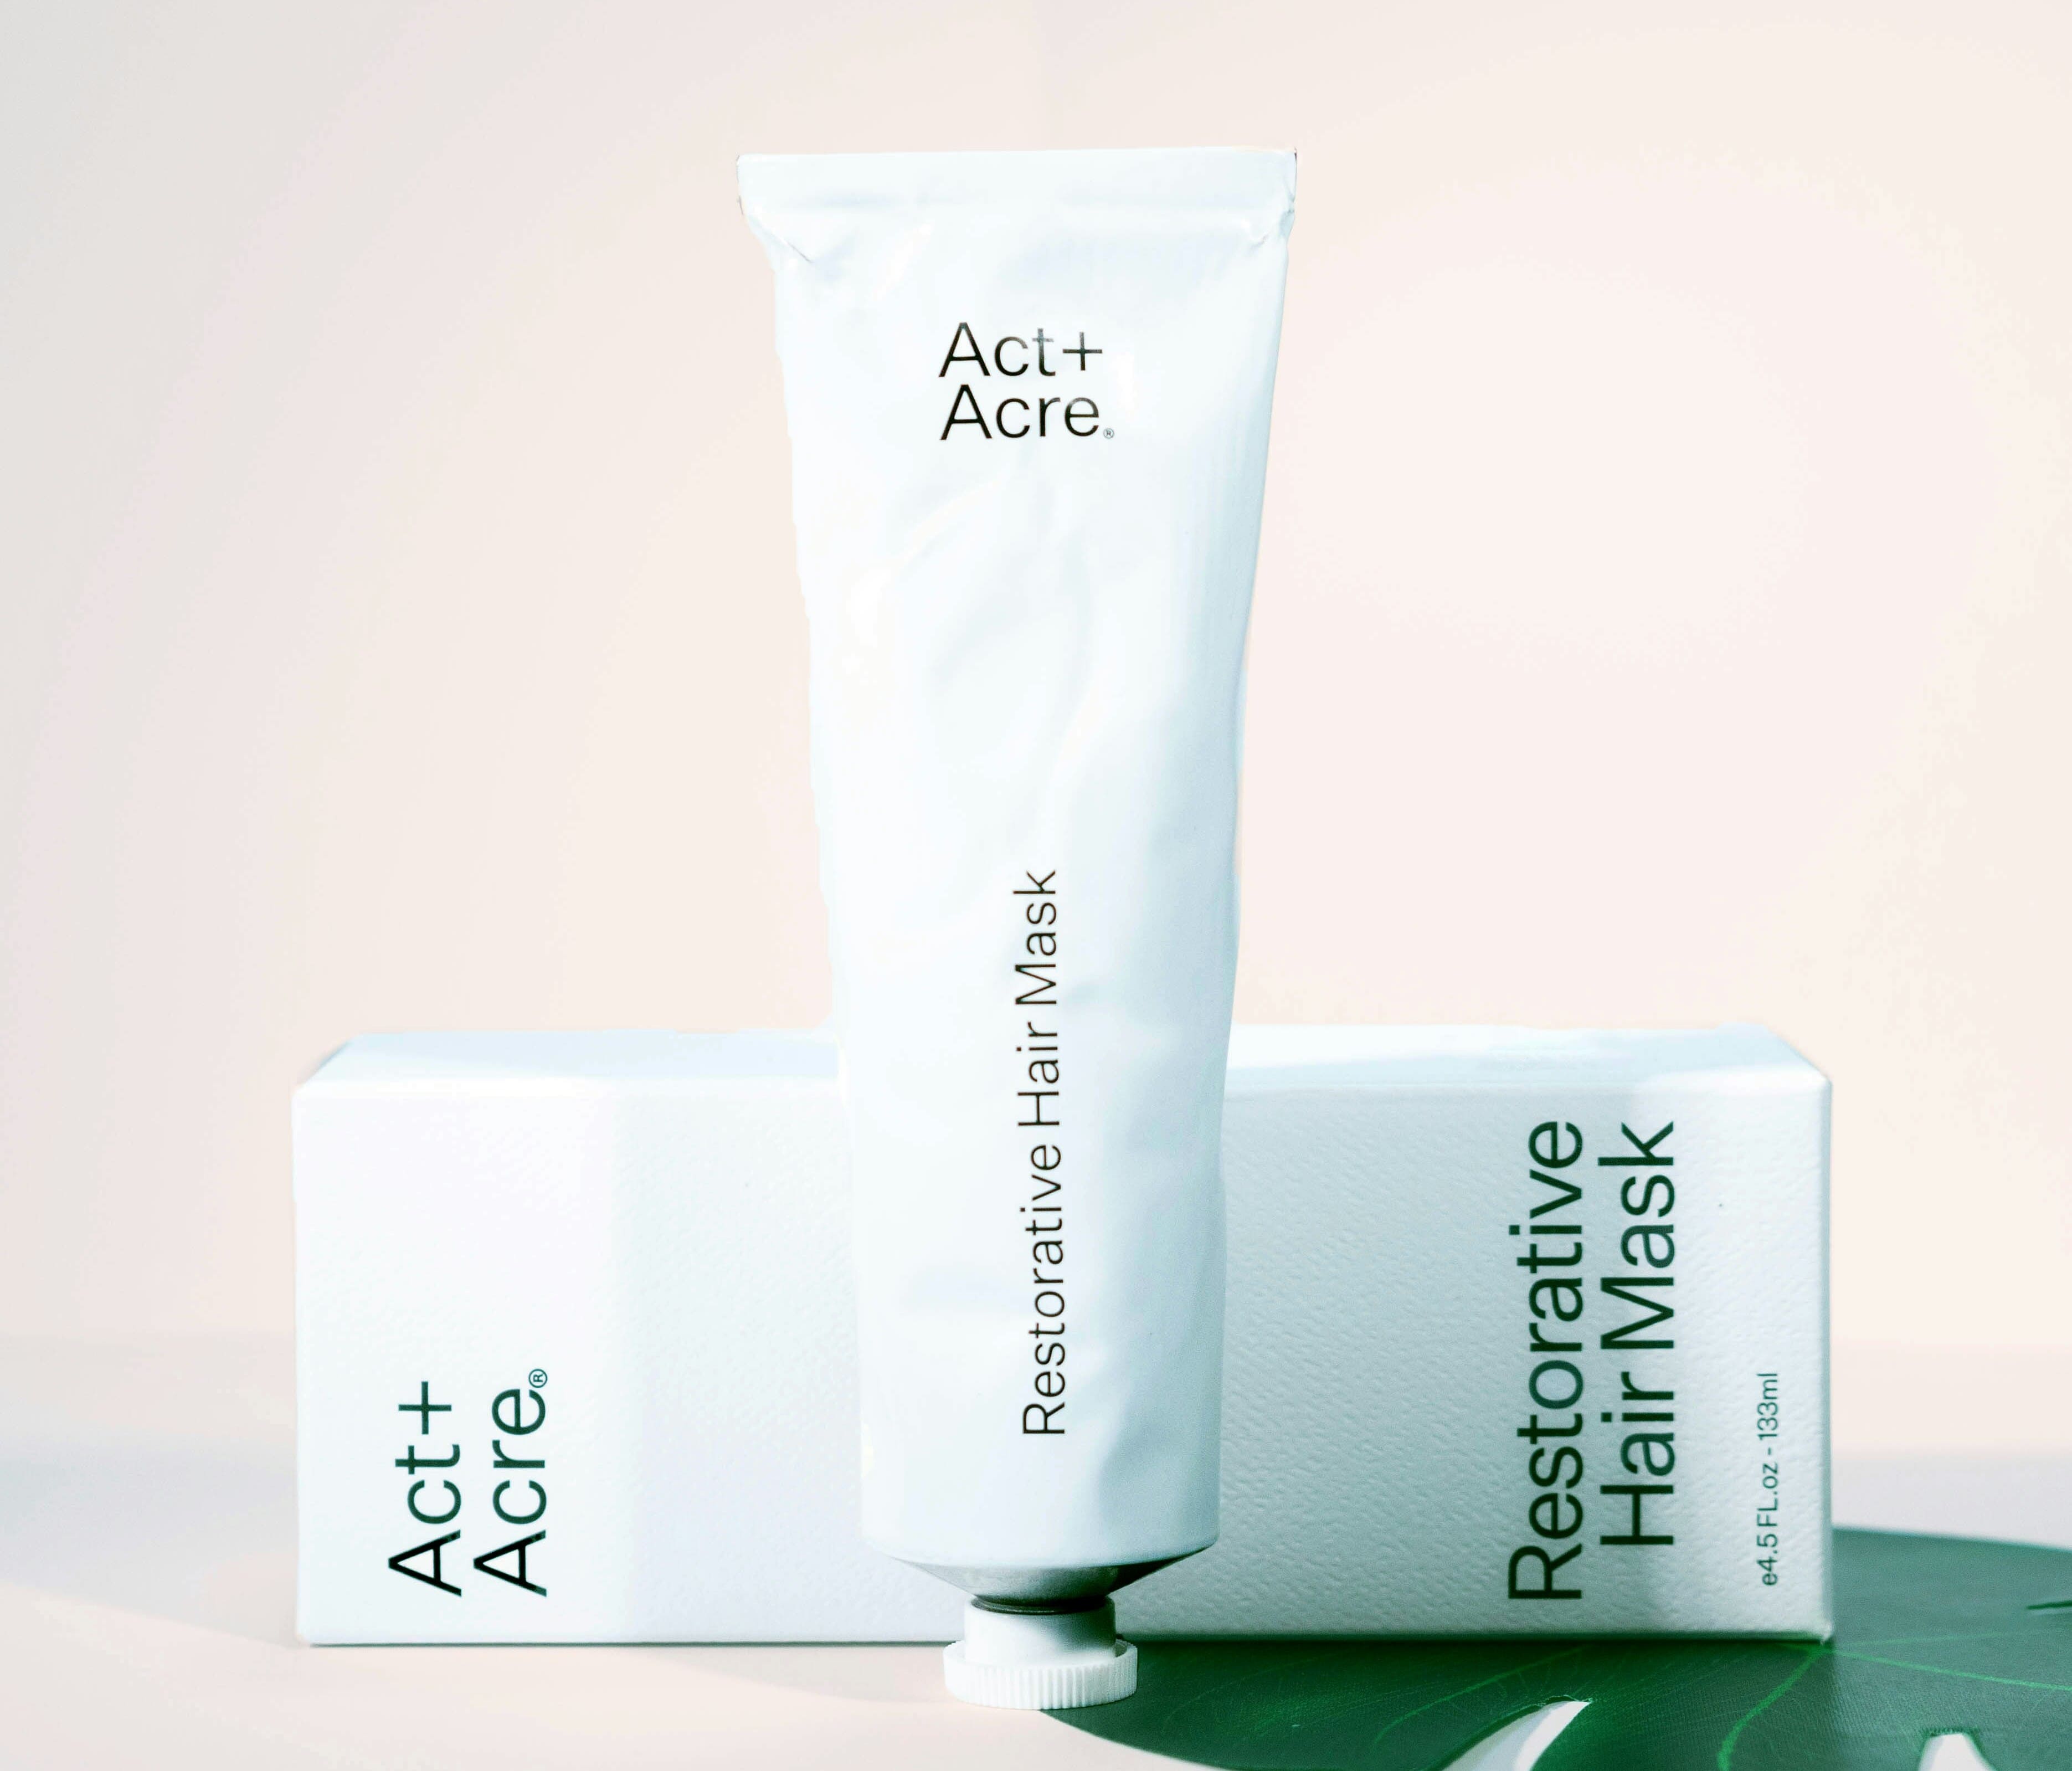 Act+
Acre®
Restorative Hair Mask
Act+
Acre®
Restorative
Hair Mask
e4.5 FL.oz - 133ml